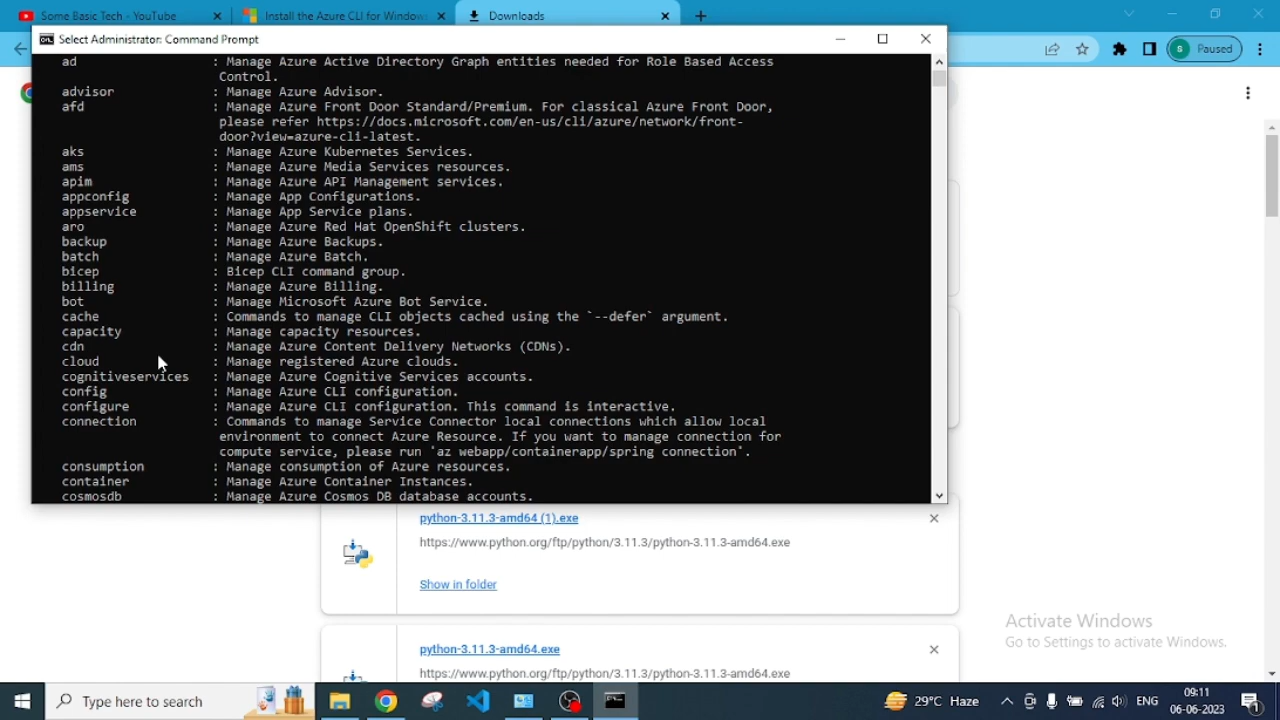 Some Basic Tech - YouTube
Install the Azure CLI for Window
Downloads
Paused
Select Administrator: Command Prompt
ad : Manage Azure Active Directory Graph entities needed for Role Based Access
Control.
advisor : Manage Azure Advisor.
afd : Manage Azure Front Door Standard/Premium. For classical Azure Front Door,
please refer https://docs.microsoft.com/en-us/cli/azure/network/front-
door?view=azure-cli-latest.
aks : Manage Azure Kubernetes Services.
ams : Manage Azure Media Services resources.
apim : Manage Azure API Management services.
appconfig : Manage App Configurations.
appservice : Manage App Service plans.
aro : Manage Azure Red Hat OpenShift clusters.
backup : Manage Azure Backups.
batch : Manage Azure Batch.
bicep : Bicep CLI command group.
billing : Manage Azure Billing.
bot : Manage Microsoft Azure Bot Service.
cache : Commands to manage CLI objects cached using the `--defer` argument.
capacity : Manage capacity resources.
cdn : Manage Azure Content Delivery Networks (CDNs).
cloud : Manage registered Azure clouds.
cognitiveservices : Manage Azure Cognitive Services accounts.
config : Manage Azure CLI configuration.
configure : Manage Azure CLI configuration. This command is interactive.
connection : Commands to manage Service Connector local connections which allow local
environment to connect Azure Resource. If you want to manage connection for
compute service, please run 'az webapp/containerapp/spring connection'.
consumption : Manage consumption of Azure resources.
container : Manage Azure Container Instances.
cosmosdb : Manage Azure Cosmos DB database accounts.
python-3.11.3-amd64 (1).exe
https://www.python.org/ftp/python/3.11.3/python-3.11.3-amd64.exe
Show in folder
python-3.11.3-amd64.exe
https://www.python.org/ftp/python/3.11.3/python-3.11.3-amd64.exe
Activate Windows
Go to Settings to activate Windows.
Type here to search
29°C Haze
ENG
09:11
06-06-2023